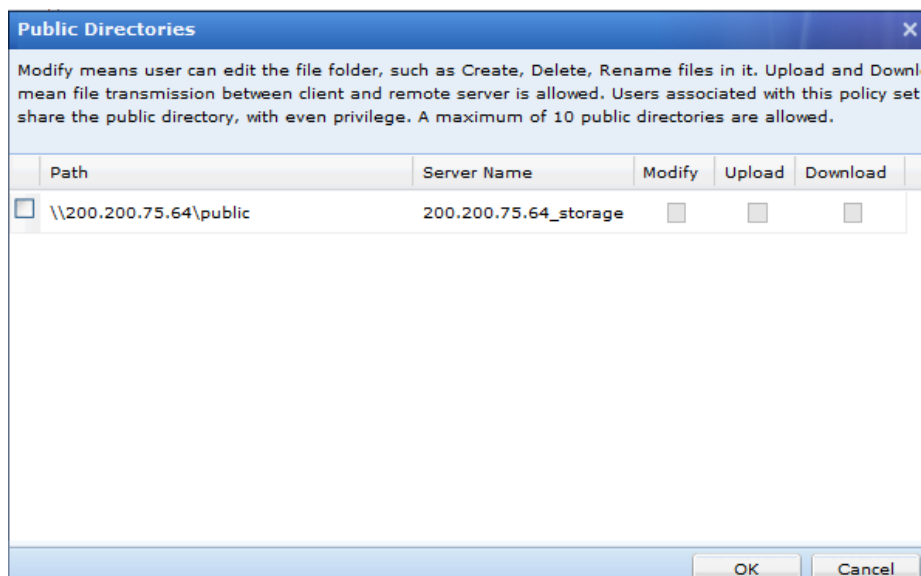 Public Directories
Modify means user can edit the file folder, such as Create, Delete, Rename files in it. Upload and Downl
mean file transmission between client and remote server is allowed. Users associated with this policy set
share the public directory, with even privilege. A maximum of 10 public directories are allowed.
Path Server Name Modify Upload Download
\\200.200.75.64\public 200.200.75.64_storage
OK Cancel